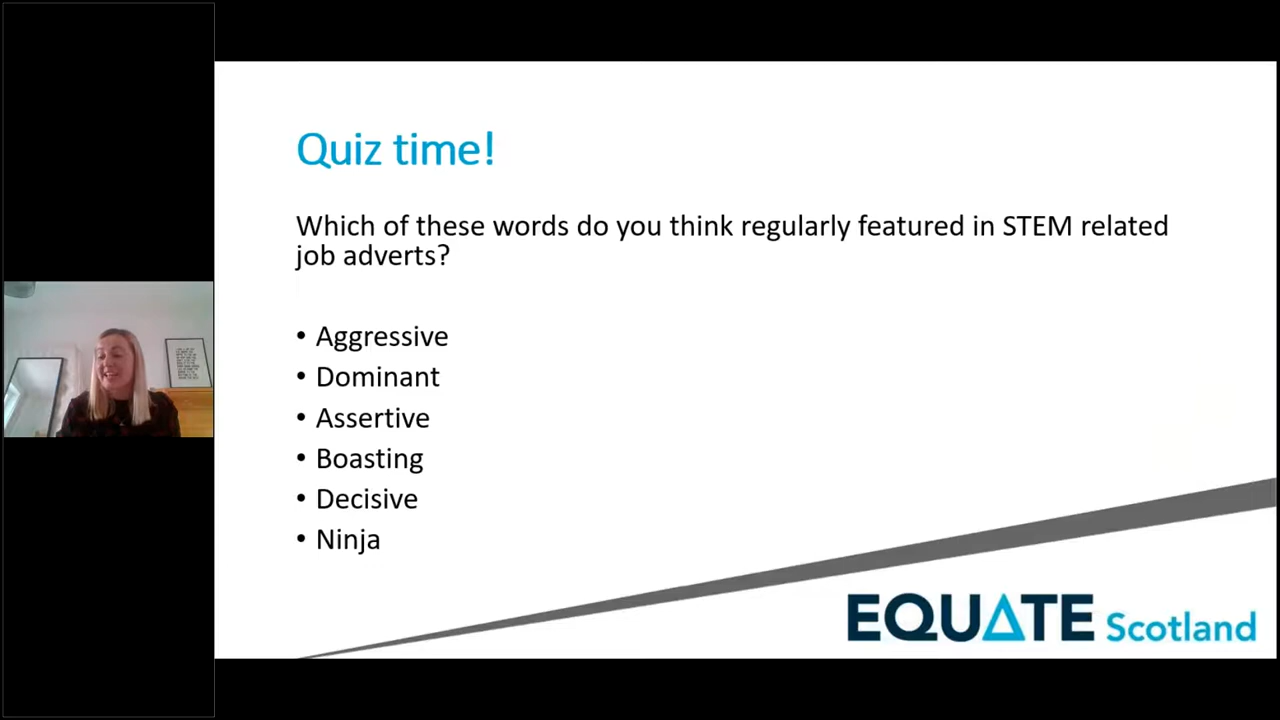 Quiz time!
Which of these words do you think regularly featured in STEM related
job adverts?
• Aggressive
• Dominant
• Assertive
• Boasting
• Decisive
• Ninja
EQUATE Scotland